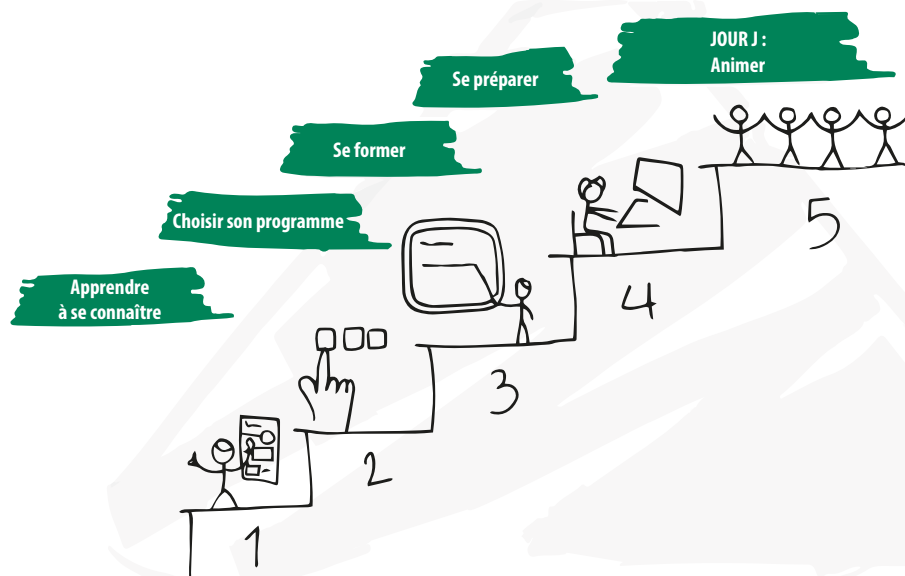 JOUR J :
Animer
Se préparer
Se former
Choisir son programme
Apprendre
à se connaître
5
4
3
2
1